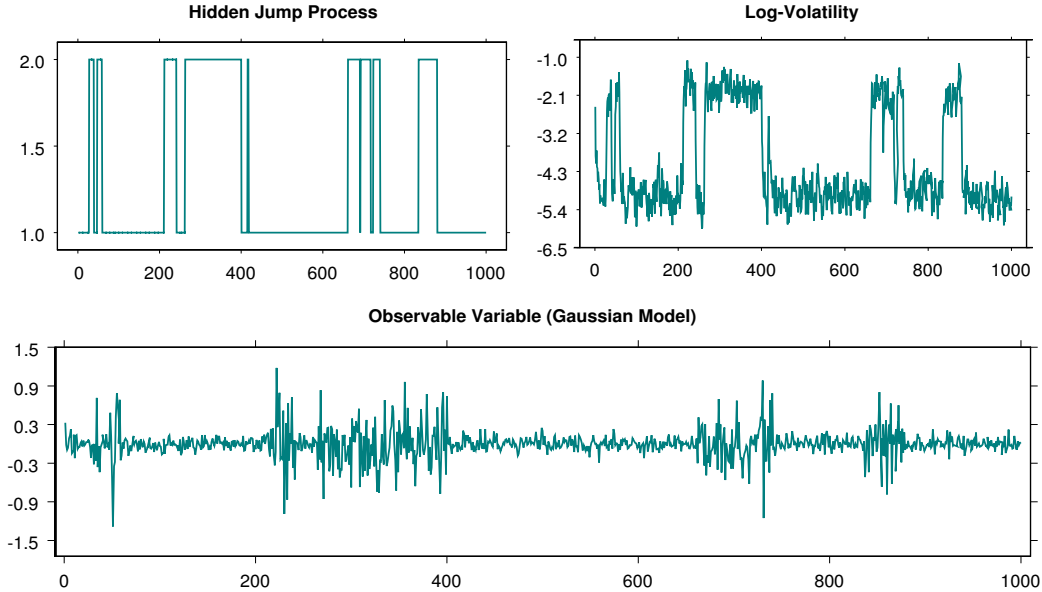 Hidden Jump Process
2.0
1.5
1.0
0 200 400 600 800 1000
Log-Volatility
-1.0
-2.1
-3.2
-4.3
-5.4
-6.5
0 200 400 600 800 1000
Observable Variable (Gaussian Model)
1.5
0.9
0.3
-0.3
-0.9
-1.5
0 200 400 600 800 1000